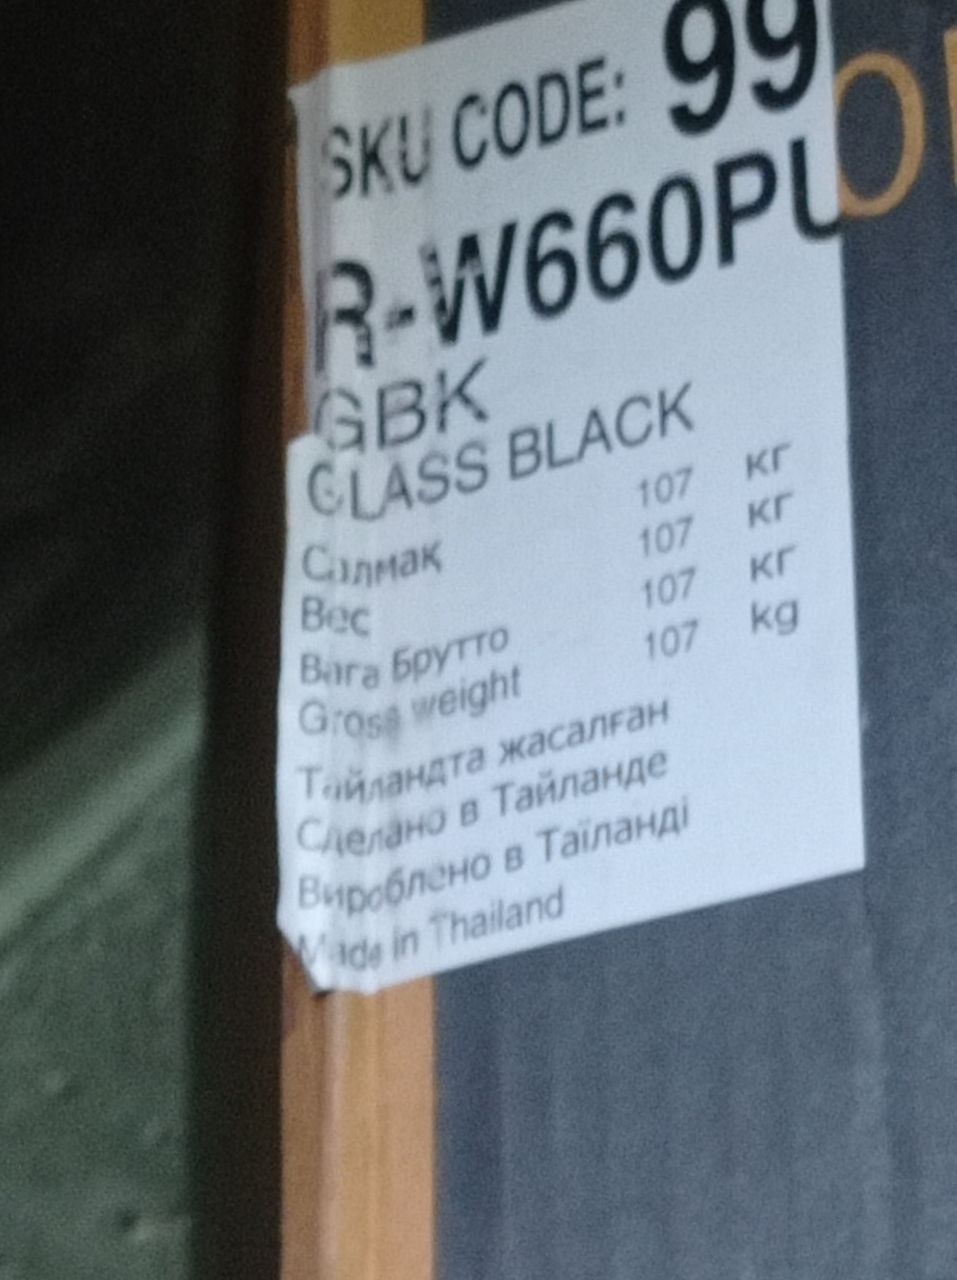 SKU CODE: 99
R-W660PU
GBK
GLASS BLACK
Салмақ 107 кг
Вес 107 кг
Вага Брутто 107 кг
Gross weight 107 kg
Тайландта жасалған
Сделано в Тайланде
Вироблено в Таїланді
Made in Thailand